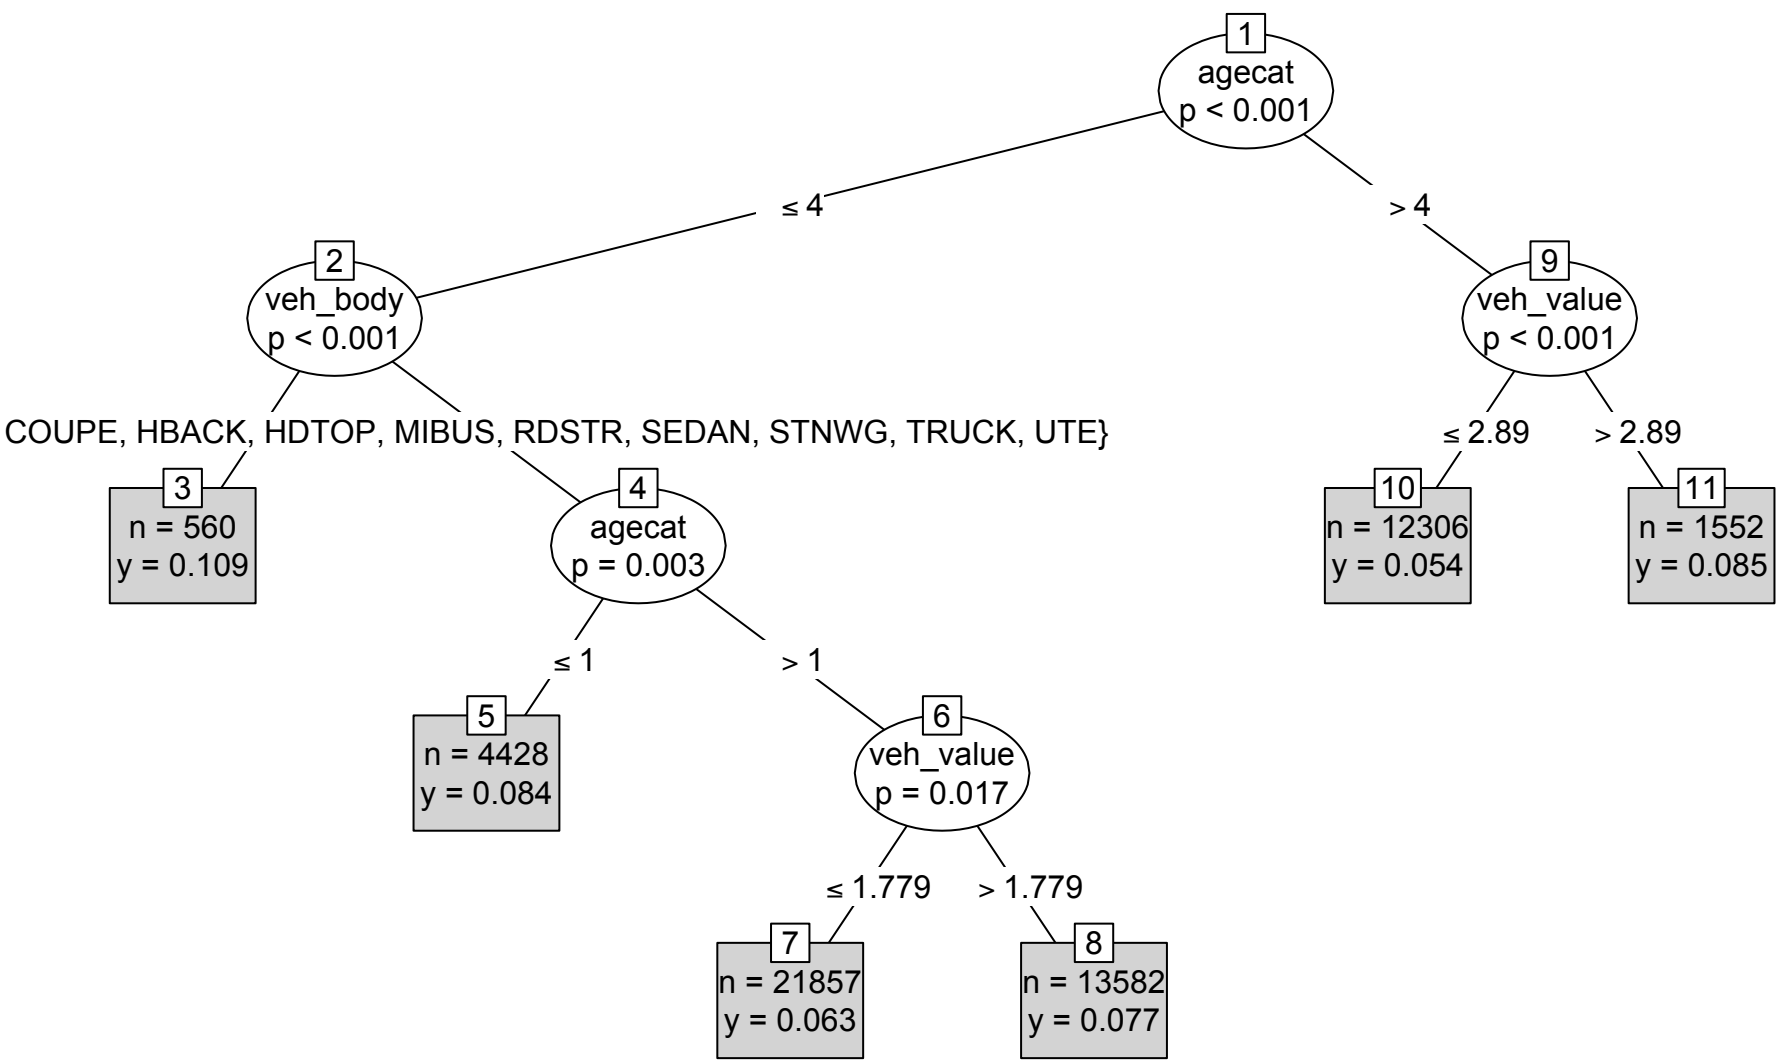 1
agecat
p < 0.001
≤ 4
> 4
2
veh_body
p < 0.001
9
veh_value
p < 0.001
COUPE, HBACK, HDTOP, MIBUS, RDSTR, SEDAN, STNWG, TRUCK, UTE}
≤ 2.89
> 2.89
3
n = 560
y = 0.109
4
agecat
p = 0.003
10
n = 12306
y = 0.054
11
n = 1552
y = 0.085
≤ 1
> 1
5
n = 4428
y = 0.084
6
veh_value
p = 0.017
≤ 1.779
> 1.779
7
n = 21857
y = 0.063
8
n = 13582
y = 0.077